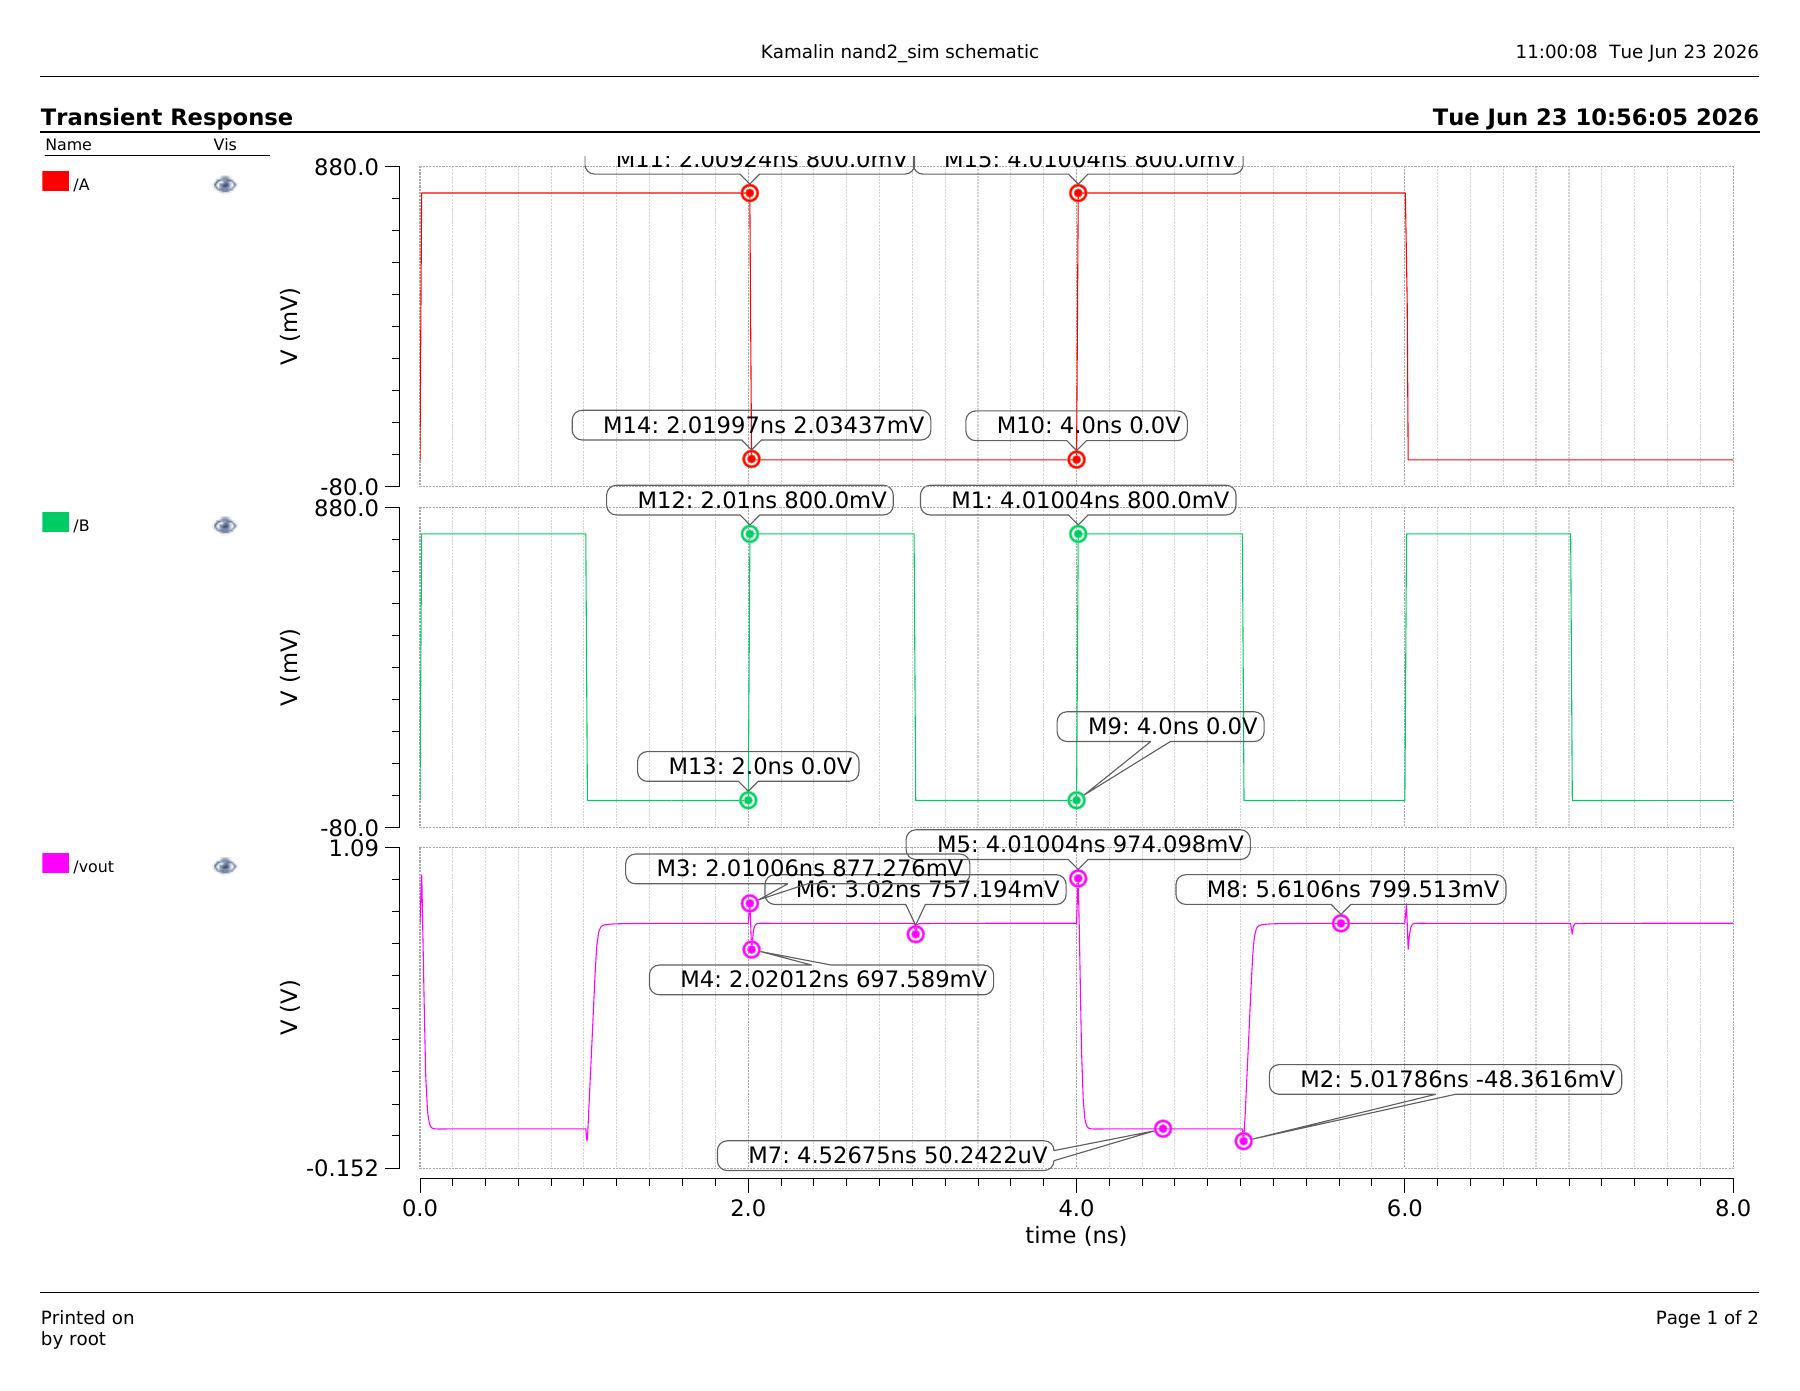 Kamalin nand2_sim schematic
11:00:08 Tue Jun 23 2026
Transient Response
Tue Jun 23 10:56:05 2026
Name Vis
/A
880.0
V (mV)
-80.0
M11: 2.00924ns 800.0mV
M15: 4.01004ns 800.0mV
M14: 2.01997ns 2.03437mV
M10: 4.0ns 0.0V
/B
880.0
V (mV)
-80.0
M12: 2.01ns 800.0mV
M1: 4.01004ns 800.0mV
M9: 4.0ns 0.0V
M13: 2.0ns 0.0V
/vout
1.09
V (V)
-0.152
M5: 4.01004ns 974.098mV
M3: 2.01006ns 877.276mV
M6: 3.02ns 757.194mV
M8: 5.6106ns 799.513mV
M4: 2.02012ns 697.589mV
M2: 5.01786ns -48.3616mV
M7: 4.52675ns 50.2422uV
0.0 2.0 4.0 6.0 8.0
time (ns)
Printed on
by root
Page 1 of 2